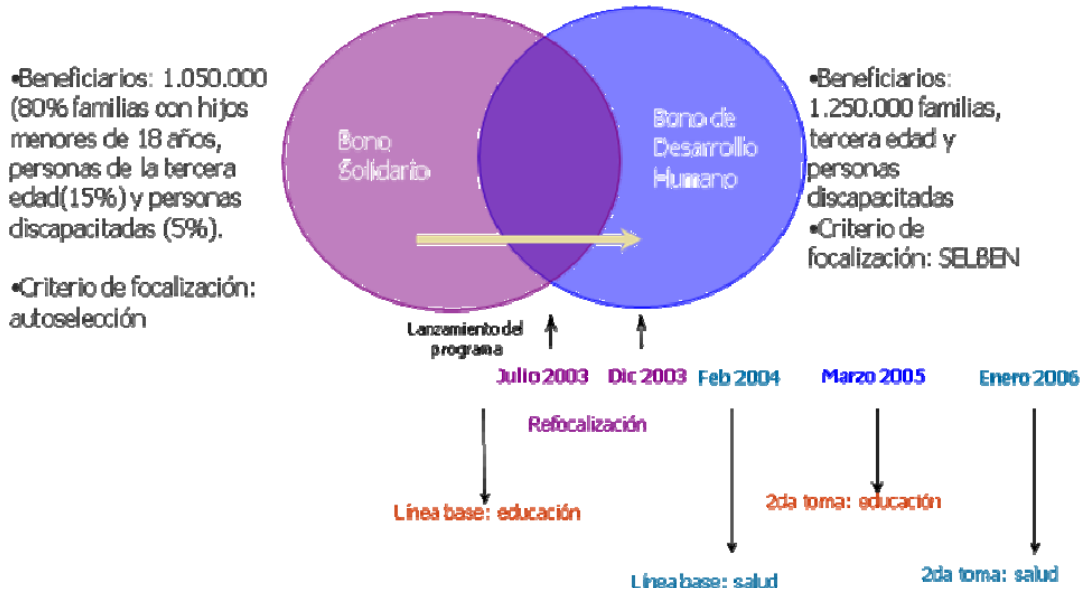 •Beneficiarios: 1.050.000
(80% familias con hijos
menores de 18 años,
personas de la tercera
edad(15%) y personas
discapacitadas (5%).
•Criterio de focalización:
autoselección
Bono
Solidario
Bono de
Desarrollo
Humano
•Beneficiarios:
1.250.000 familias,
tercera edad y
personas
discapacitadas
•Criterio de
focalización: SELBEN
Lanzamiento del
programa
Julio 2003 Dic 2003 Feb 2004 Marzo 2005 Enero 2006
Refocalización
Línea base: educación
2da toma: educación
Línea base: salud
2da toma: salud